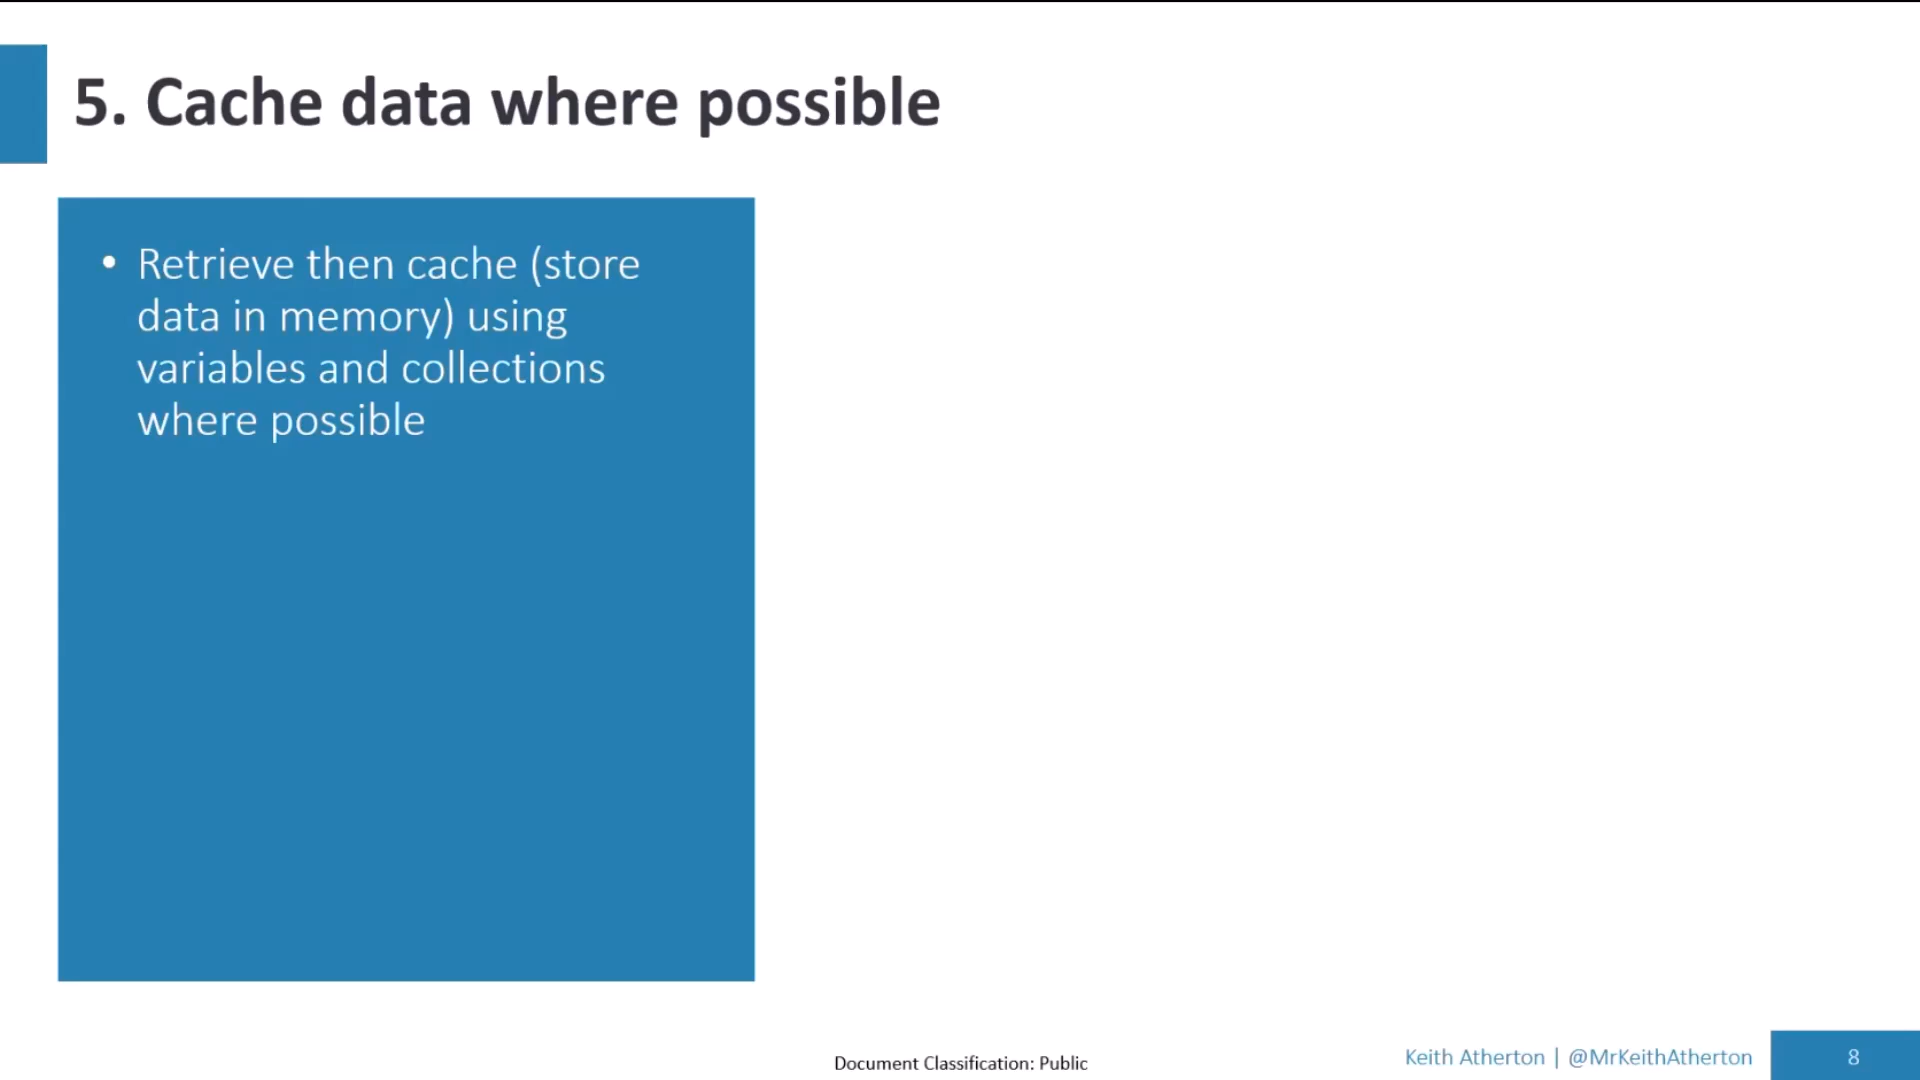 5. Cache data where possible
• Retrieve then cache (store
data in memory) using
variables and collections
where possible
Document Classification: Public
Keith Atherton | @MrKeithAtherton
8